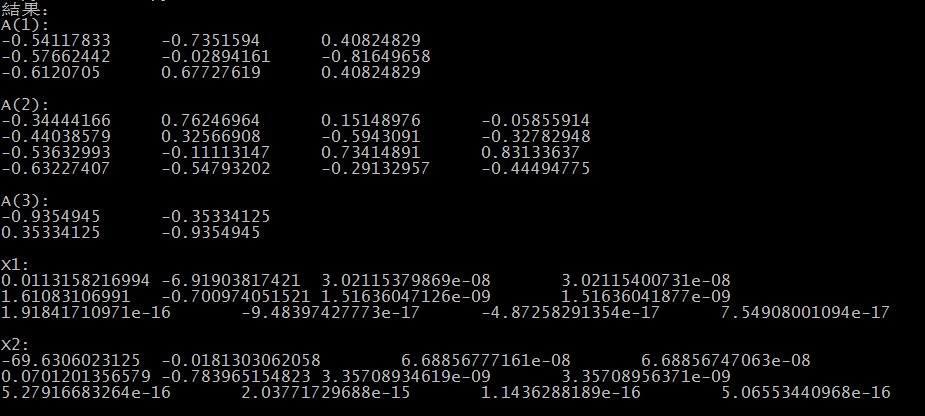 結果:
A(1):
-0.54117833 -0.7351594 0.40824829
-0.57662442 -0.02894161 -0.81649658
-0.6120705 0.67727619 0.40824829
A(2):
-0.34444166 0.76246964 0.15148976 -0.05855914
-0.44038579 0.32566908 -0.5943091 -0.32782948
-0.53632993 -0.11113147 0.73414891 0.83133637
-0.63227407 -0.54793202 -0.29132957 -0.44494775
A(3):
-0.9354945 -0.35334125
0.35334125 -0.9354945
X1:
0.0113158216994 -6.91903817421 3.02115379869e-08 3.02115400731e-08
1.61083106991 -0.700974051521 1.51636047126e-09 1.51636041877e-09
1.91841710971e-16 -9.48397427773e-17 -4.87258291354e-17 7.54908001094e-17
X2:
-69.6306023125 -0.0181303062058 6.68856777161e-08 6.68856747063e-08
0.0701201356579 -0.783965154823 3.35708934619e-09 3.35708956371e-09
5.27916683264e-16 2.03771729688e-15 1.1436288189e-16 5.06553440968e-16